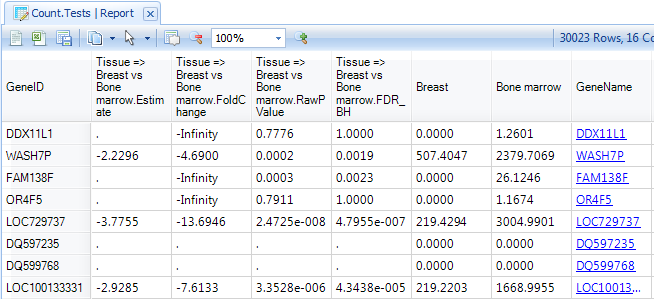 Count.Tests | Report
100%
30023 Rows, 16 Co
GeneID Tissue => Breast vs Bone marrow.Estimate Tissue => Breast vs Bone marrow.FoldChange Tissue => Breast vs Bone marrow.RawPValue Tissue => Breast vs Bone marrow.FDR_BH Breast Bone marrow GeneName
DDX11L1 . -Infinity 0.7776 1.0000 0.0000 1.2601 DDX11L1
WASH7P -2.2296 -4.6900 0.0002 0.0019 507.4047 2379.7069 WASH7P
FAM138F . -Infinity 0.0003 0.0023 0.0000 26.1246 FAM138F
OR4F5 . -Infinity 0.7911 1.0000 0.0000 1.1674 OR4F5
LOC729737 -3.7755 -13.6946 2.4725e-008 4.7955e-007 219.4294 3004.9901 LOC729737
DQ597235 . . . . 0.0000 0.0000 DQ597235
DQ599768 . . . . 0.0000 0.0000 DQ599768
LOC100133331 -2.9285 -7.6133 3.3528e-006 4.3438e-005 219.2203 1668.9955 LOC10013...